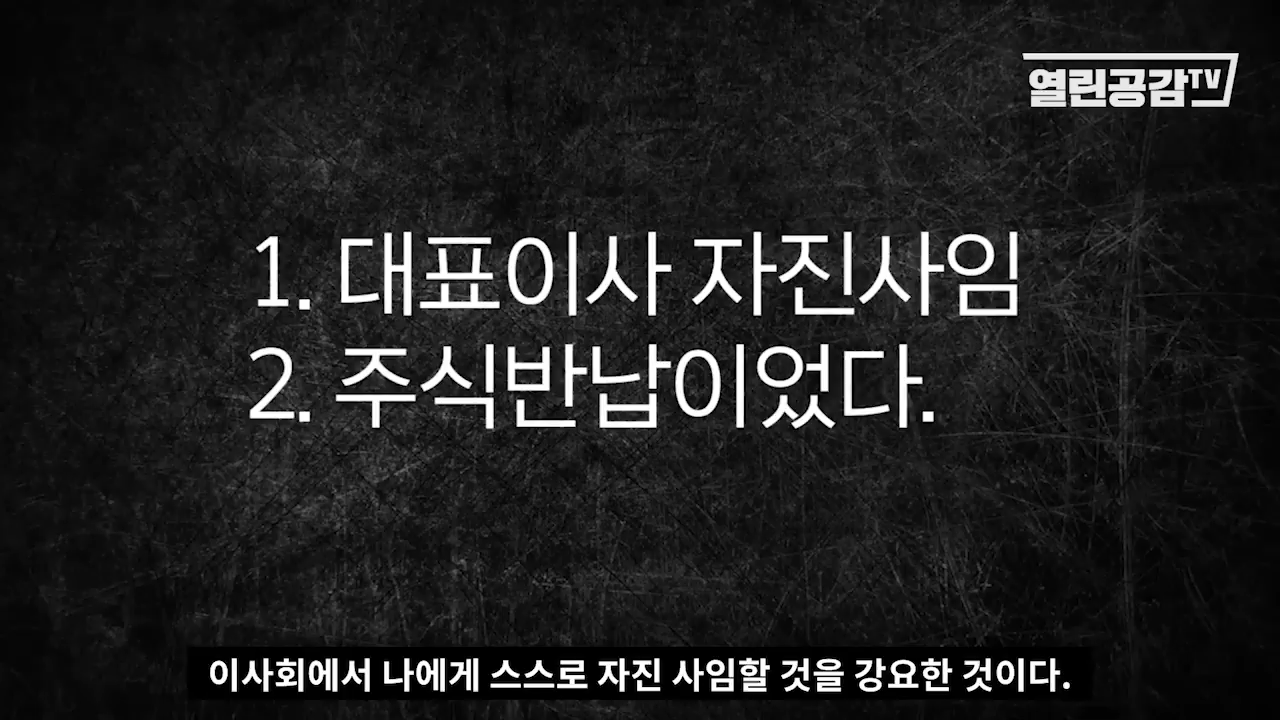 열린공감TV
1. 대표이사 자진사임
2. 주식반납이었다.
이사회에서 나에게 스스로 자진 사임할 것을 강요한 것이다.